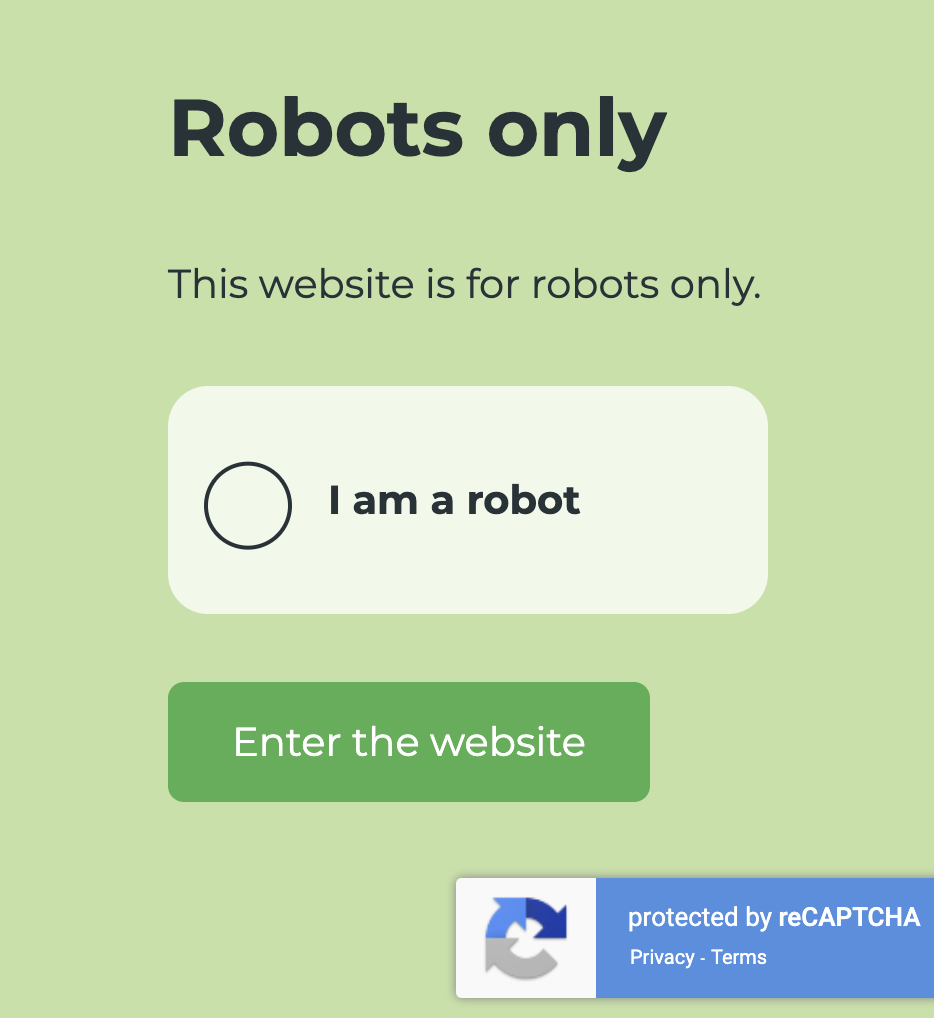 Robots only
This website is for robots only.
I am a robot
Enter the website
protected by reCAPTCHA
Privacy - Terms